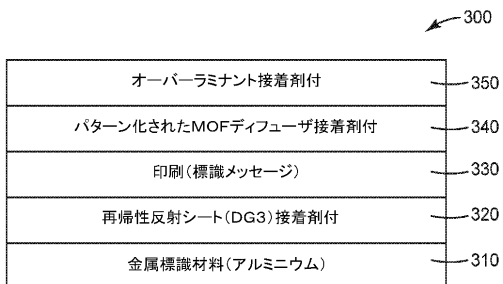 300
オーバーラミナント接着剤付 350
パターン化されたMOFディフューザ接着剤付 340
印刷(標識メッセージ) 330
再帰性反射シート(DG3)接着剤付 320
金属標識材料(アルミニウム) 310